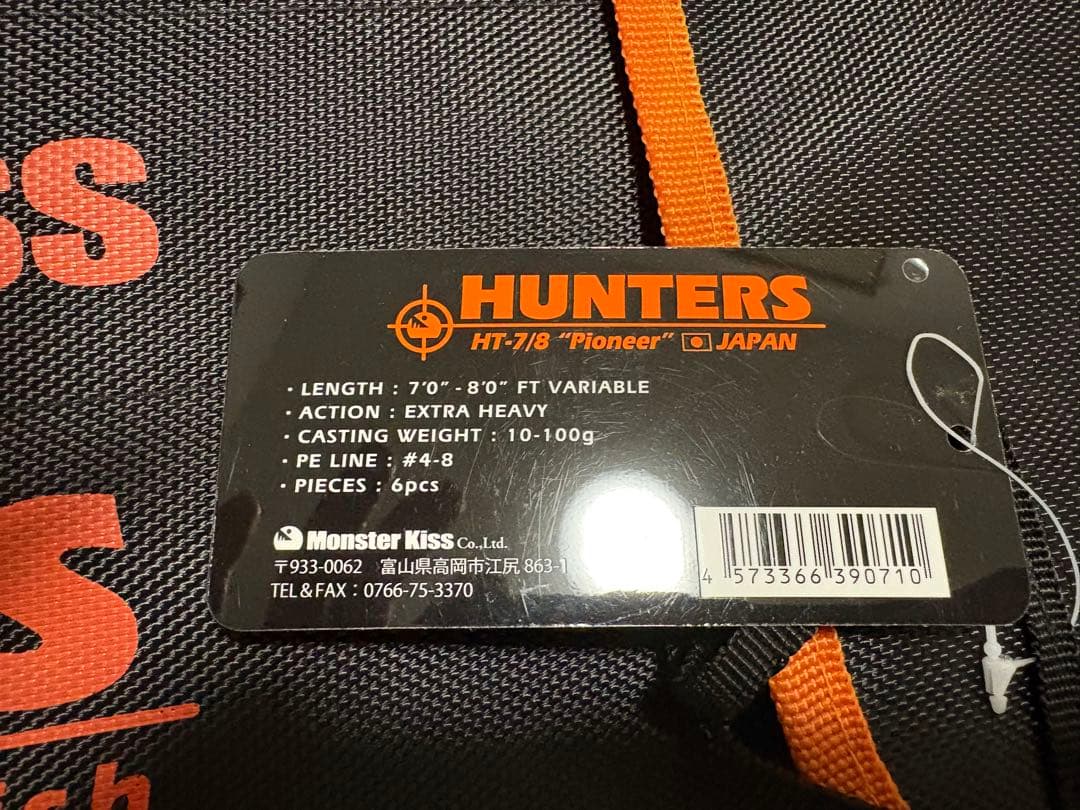 ss
HUNTERS
HT-7/8 “Pioneer” JAPAN
・LENGTH : 7'0" - 8'0" FT VARIABLE
・ACTION : EXTRA HEAVY
・CASTING WEIGHT : 10-100g
・PE LINE : #4-8
・PIECES : 6pcs
Monster Kiss Co.,Ltd.
〒933-0062 富山県高岡市江尻 863-1
TEL & FAX : 0766-75-3370
4 573366 390710
s